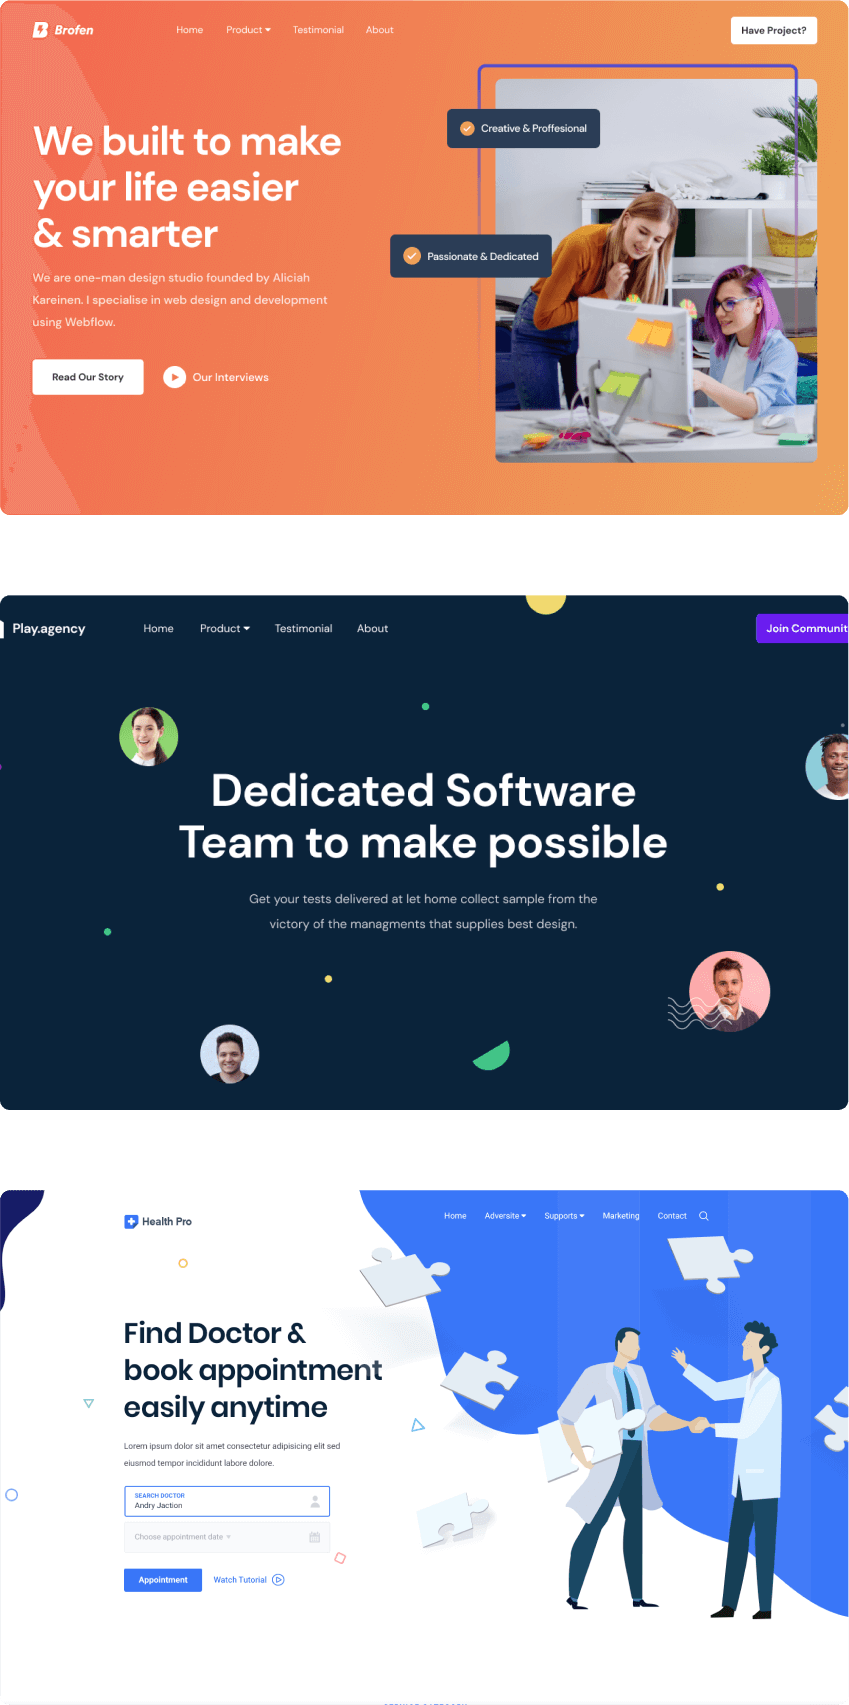 Brofen
Home
Product
Testimonial
About
Have Project?
Creative & Proffesional
We built to make
your life easier
& smarter
Passionate & Dedicated
We are one-man design studio founded by Aliciah
Kareinen. I specialise in web design and development
using Webflow.
Read Our Story
Our Interviews
Play.agency
Home
Product
Testimonial
About
Join Communit
Dedicated Software
Team to make possible
Get your tests delivered at let home collect sample from the
victory of the managments that supplies best design.
Health Pro
Home
Adversite
Supports
Marketing
Contact
Find Doctor &
book appointment
easily anytime
Lorem ipsum dolor sit amet consectetur adipisicing elit sed
eiusmod tempor incididunt labore dolore.
SEARCH DOCTOR
Andry Jaction
Choose appointment date
Appointment
Watch Tutorial